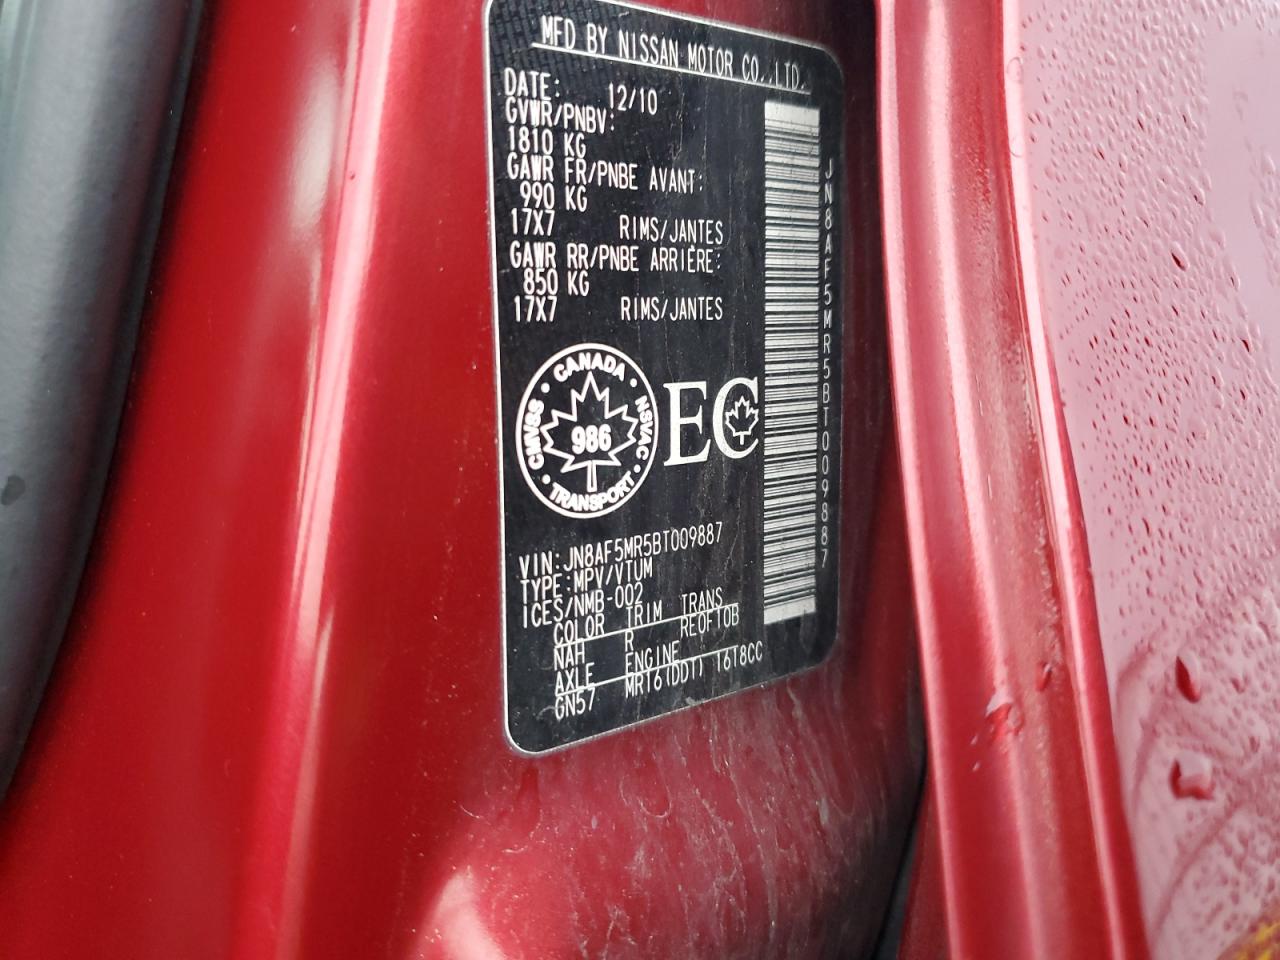 MFD BY NISSAN MOTOR CO.,LTD.
DATE: 12/10
GVWR/PNBV:
1810 KG
GAWR FR/PNBE AVANT:
990 KG
17X7 RIMS/JANTES
GAWR RR/PNBE ARRIÈRE:
850 KG
17X7 RIMS/JANTES
CANADA
CMVSS NSVAC
986
TRANSPORT
EC
VIN:JN8AF5MR5BT009887
TYPE:MPV/VTUM
ICES/NMB-002
COLOR TRIM TRANS
NAH R REOF10B
AXLE ENGINE
GN57 MR16(DDT) 1618CC
JN8AF5MR5BT009887